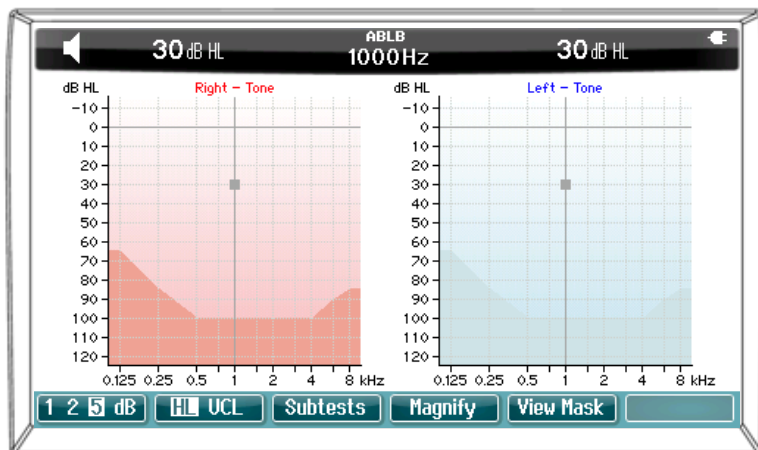 ABLB
30 dB HL 1000 Hz 30 dB HL
dB HL Right - Tone dB HL Left - Tone
-10 -10
0 0
10 10
20 20
30 30
40 40
50 50
60 60
70 70
80 80
90 90
100 100
110 110
120 120
0.125 0.25 0.5 1 2 4 8 kHz 0.125 0.25 0.5 1 2 4 8 kHz
1 2 5 dB HL UCL Subtests Magnify View Mask